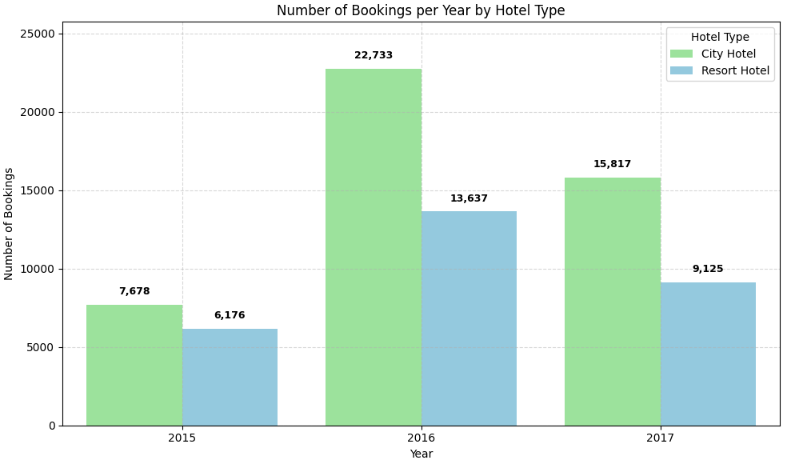 Number of Bookings per Year by Hotel Type
Hotel Type
City Hotel
Resort Hotel
Number of Bookings
25000
20000
15000
10000
5000
0
7,678
6,176
22,733
13,637
15,817
9,125
2015
2016
2017
Year